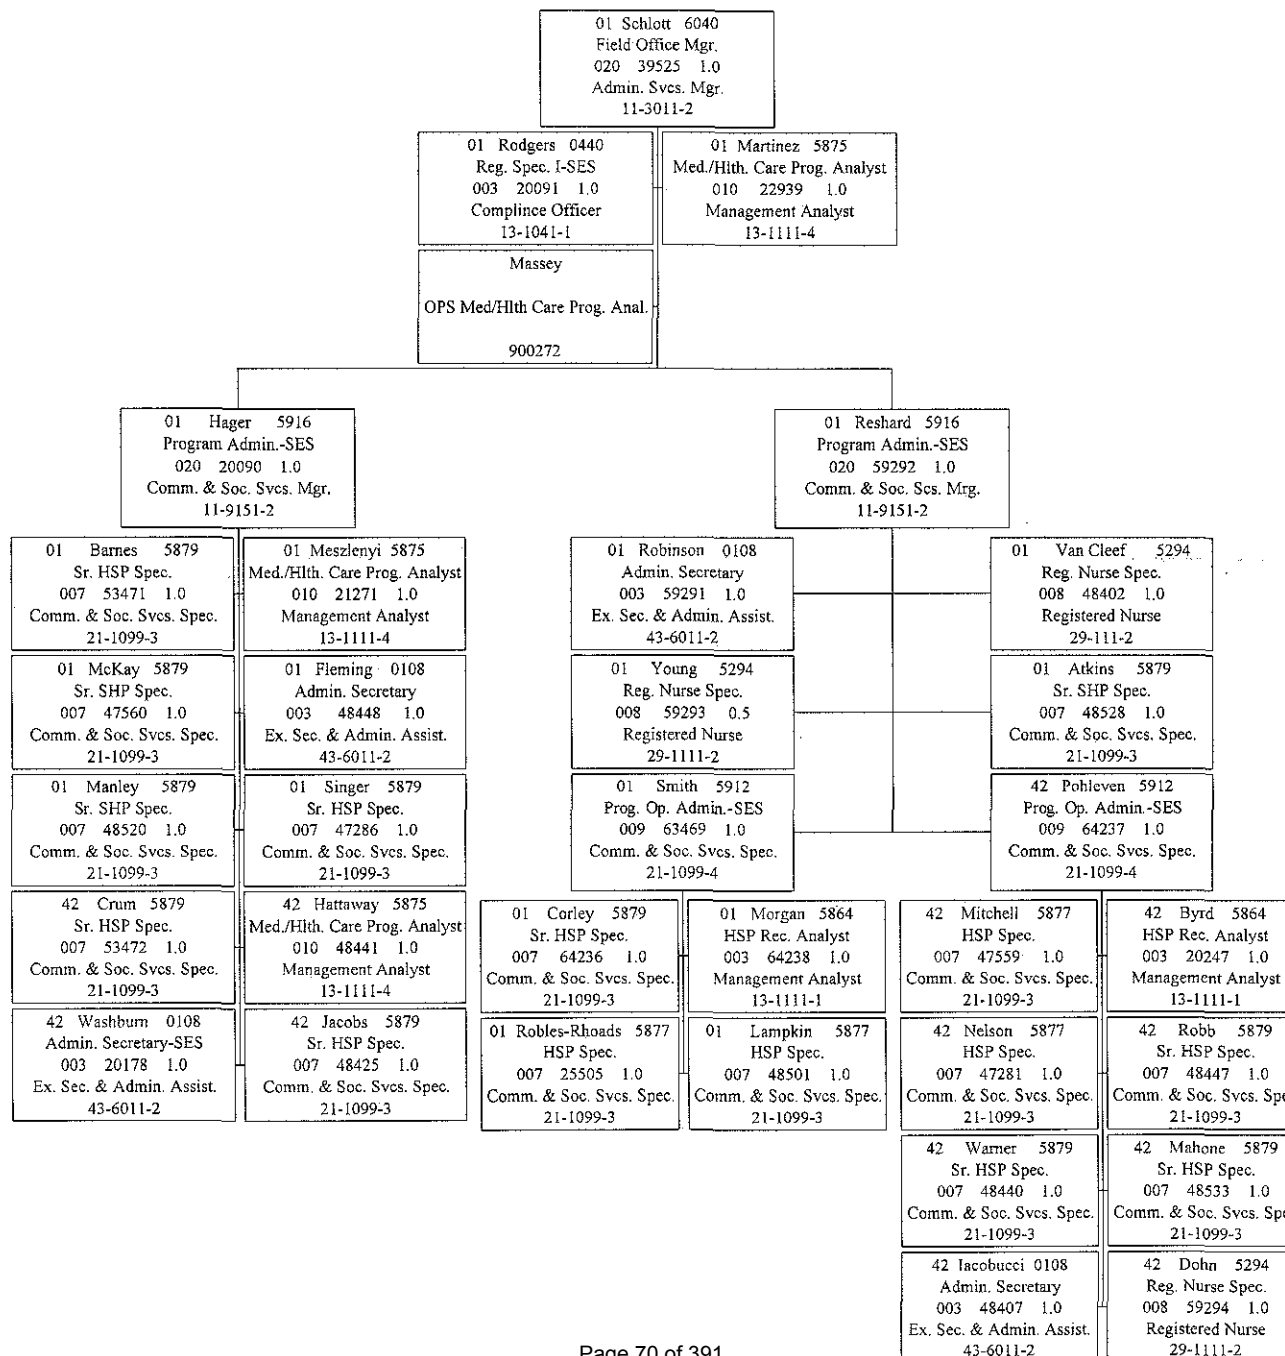 01 Schlott 6040
Field Office Mgr.
020 39525 1.0
Admin. Svcs. Mgr.
11-3011-2
01 Rodgers 0440
Reg. Spec. I-SES
003 20091 1.0
Complince Officer
13-1041-1
01 Martinez 5875
Med./Hlth. Care Prog. Analyst
010 22939 1.0
Management Analyst
13-1111-4
Massey
OPS Med/Hlth Care Prog. Anal.
900272
01 Hager 5916
Program Admin.-SES
020 20090 1.0
Comm. & Soc. Svcs. Mgr.
11-9151-2
01 Reshard 5916
Program Admin.-SES
020 59292 1.0
Comm. & Soc. Scs. Mrg.
11-9151-2
01 Barnes 5879
Sr. HSP Spec.
007 53471 1.0
Comm. & Soc. Svcs. Spec.
21-1099-3
01 Meszlenyi 5875
Med./Hlth. Care Prog. Analyst
010 21271 1.0
Management Analyst
13-1111-4
01 McKay 5879
Sr. SHP Spec.
007 47560 1.0
Comm. & Soc. Svcs. Spec.
21-1099-3
01 Fleming 0108
Admin. Secretary
003 48448 1.0
Ex. Sec. & Admin. Assist.
43-6011-2
01 Manley 5879
Sr. SHP Spec.
007 48520 1.0
Comm. & Soc. Svcs. Spec.
21-1099-3
01 Singer 5879
Sr. HSP Spec.
007 47286 1.0
Comm. & Soc. Svcs. Spec.
21-1099-3
42 Crum 5879
Sr. HSP Spec.
007 53472 1.0
Comm. & Soc. Svcs. Spec.
21-1099-3
42 Hattaway 5875
Med./Hlth. Care Prog. Analyst
010 48441 1.0
Management Analyst
13-1111-4
42 Washburn 0108
Admin. Secretary-SES
003 20178 1.0
Ex. Sec. & Admin. Assist.
43-6011-2
42 Jacobs 5879
Sr. HSP Spec.
007 48425 1.0
Comm. & Soc. Svcs. Spec.
21-1099-3
01 Robinson 0108
Admin. Secretary
003 59291 1.0
Ex. Sec. & Admin. Assist.
43-6011-2
01 Van Cleef 5294
Reg. Nurse Spec.
008 48402 1.0
Registered Nurse
29-111-2
01 Young 5294
Reg. Nurse Spec.
008 59293 0.5
Registered Nurse
29-1111-2
01 Atkins 5879
Sr. SHP Spec.
007 48528 1.0
Comm. & Soc. Svcs. Spec.
21-1099-3
01 Smith 5912
Prog. Op. Admin.-SES
009 63469 1.0
Comm. & Soc. Svcs. Spec.
21-1099-4
42 Pohleven 5912
Prog. Op. Admin.-SES
009 64237 1.0
Comm. & Soc. Svcs. Spec.
21-1099-4
01 Corley 5879
Sr. HSP Spec.
007 64236 1.0
Comm. & Soc. Svcs. Spec.
21-1099-3
01 Morgan 5864
HSP Rec. Analyst
003 64238 1.0
Management Analyst
13-1111-1
01 Robles-Rhoads 5877
HSP Spec.
007 25505 1.0
Comm. & Soc. Svcs. Spec.
21-1099-3
01 Lampkin 5877
HSP Spec.
007 48501 1.0
Comm. & Soc. Svcs. Spec.
21-1099-3
42 Mitchell 5877
HSP Spec.
007 47559 1.0
Comm. & Soc. Svcs. Spec.
21-1099-3
42 Byrd 5864
HSP Rec. Analyst
003 20247 1.0
Management Analyst
13-1111-1
42 Nelson 5877
HSP Spec.
007 47281 1.0
Comm. & Soc. Svcs. Spec.
21-1099-3
42 Robb 5879
Sr. HSP Spec.
007 48447 1.0
Comm. & Soc. Svcs. Spe
21-1099-3
42 Warner 5879
Sr. HSP Spec.
007 48440 1.0
Comm. & Soc. Svcs. Spec.
21-1099-3
42 Mahone 5879
Sr. HSP Spec.
007 48533 1.0
Comm. & Soc. Svcs. Spe
21-1099-3
42 Iacobucci 0108
Admin. Secretary
003 48407 1.0
Ex. Sec. & Admin. Assist.
43-6011-2
42 Dohn 5294
Reg. Nurse Spec.
008 59294 1.0
Registered Nurse
29-1111-2
Page 70 of 391